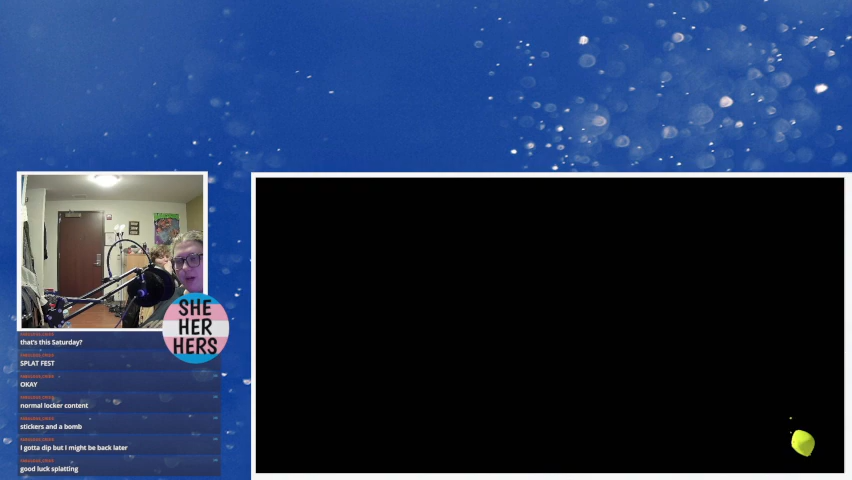 SHE
HER
HERS
that's this Saturday?
SPLAT FEST
OKAY
normal locker content
stickers and a bomb
I gotta dip but I might be back later
good luck splatting